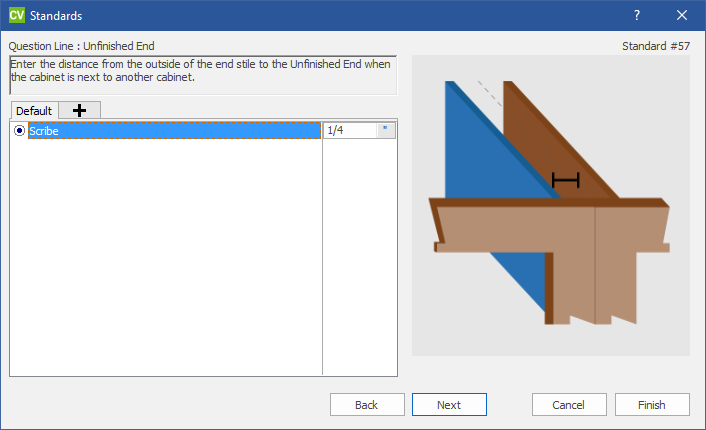 CV Standards ?
Question Line : Unfinished End
Standard #57
Enter the distance from the outside of the end stile to the Unfinished End when
the cabinet is next to another cabinet.
Default
Scribe 1/4 "
Back Next Cancel Finish